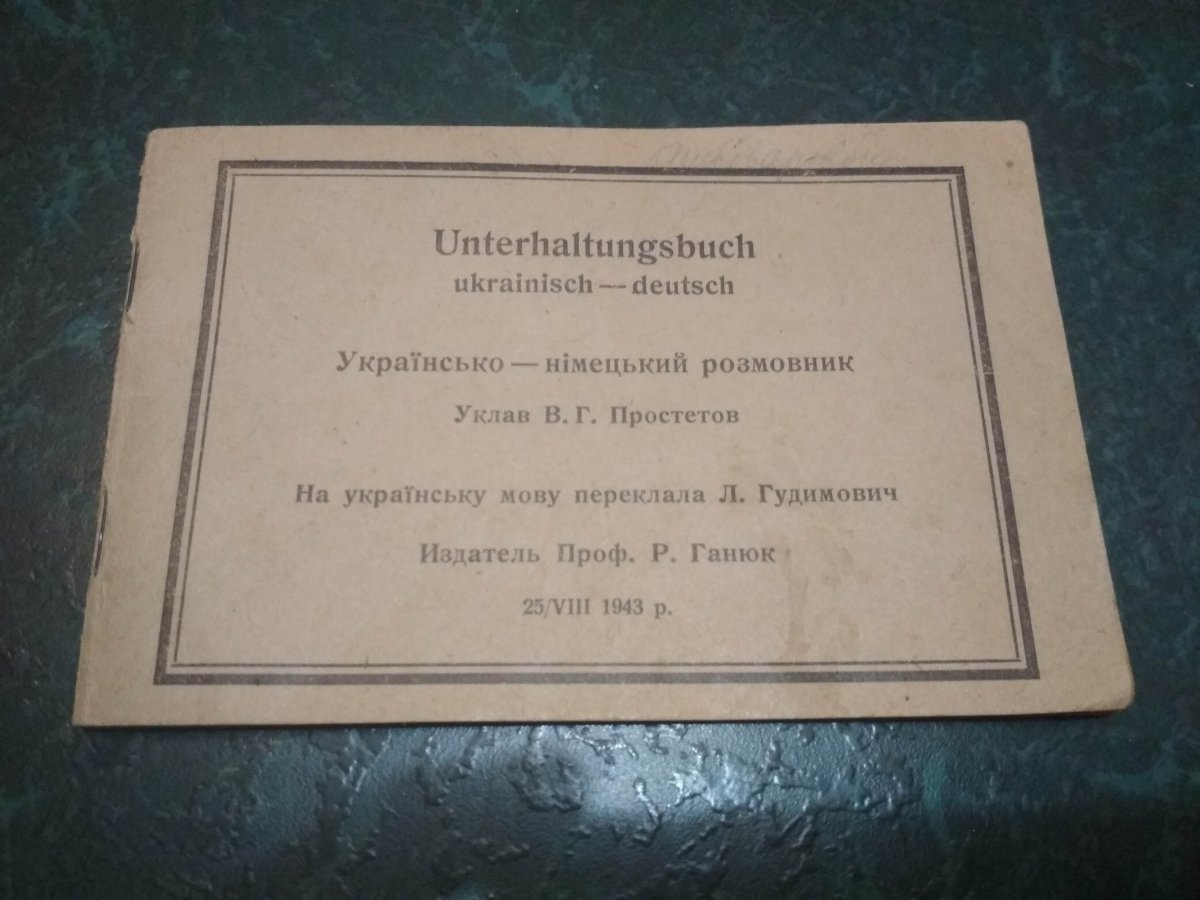 Unterhaltungsbuch
ukrainisch — deutsch
Українсько — німецький розмовник
Уклав В. Г. Простетов
На українську мову переклала Л. Гудимович
Издатель Проф. Р. Ганюк
25/VIII 1943 р.